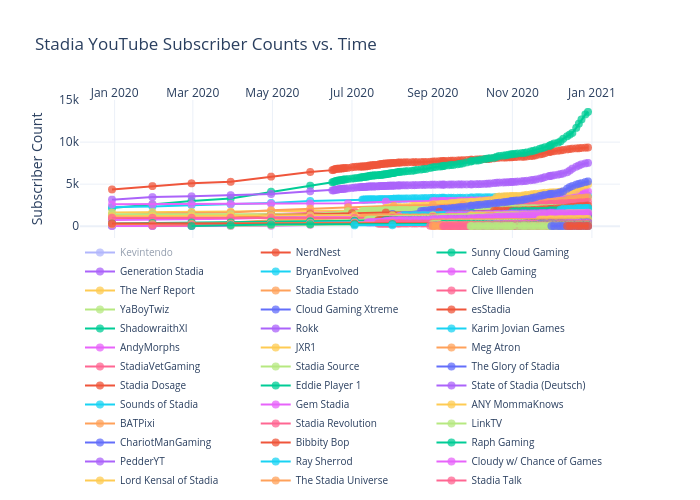 Stadia YouTube Subscriber Counts vs. Time
Jan 2020 Mar 2020 May 2020 Jul 2020 Sep 2020 Nov 2020 Jan 2021
15k
10k
5k
0
Subscriber Count
Kevintendo NerdNest Sunny Cloud Gaming
Generation Stadia BryanEvolved Caleb Gaming
The Nerf Report Stadia Estado Clive Illenden
YaBoyTwiz Cloud Gaming Xtreme esStadia
ShadowraithXI Rokk Karim Jovian Games
AndyMorphs JXR1 Meg Atron
StadiaVetGaming Stadia Source The Glory of Stadia
Stadia Dosage Eddie Player 1 State of Stadia (Deutsch)
Sounds of Stadia Gem Stadia ANY MommaKnows
BATPixi Stadia Revolution LinkTV
ChariotManGaming Bibbity Bop Raph Gaming
PedderYT Ray Sherrod Cloudy w/ Chance of Games
Lord Kensal of Stadia The Stadia Universe Stadia Talk